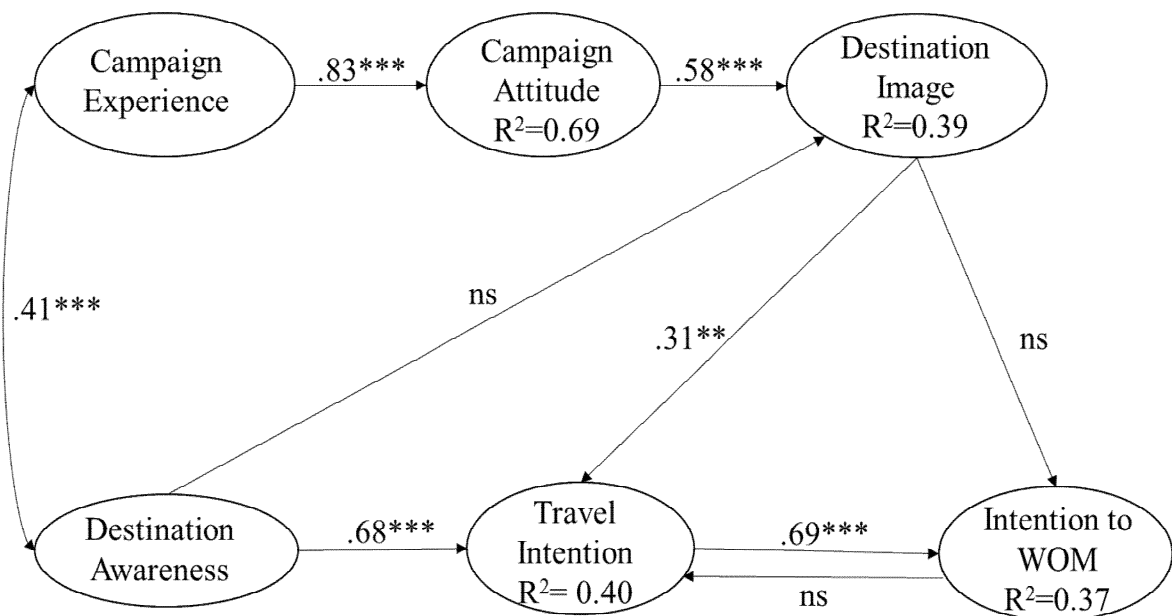 Campaign
Experience
.83***
Campaign
Attitude
R²=0.69
.58***
Destination
Image
R²=0.39
.41***
ns
.31**
ns
Destination
Awareness
.68***
Travel
Intention
R²= 0.40
.69***
ns
Intention to
WOM
R²=0.37